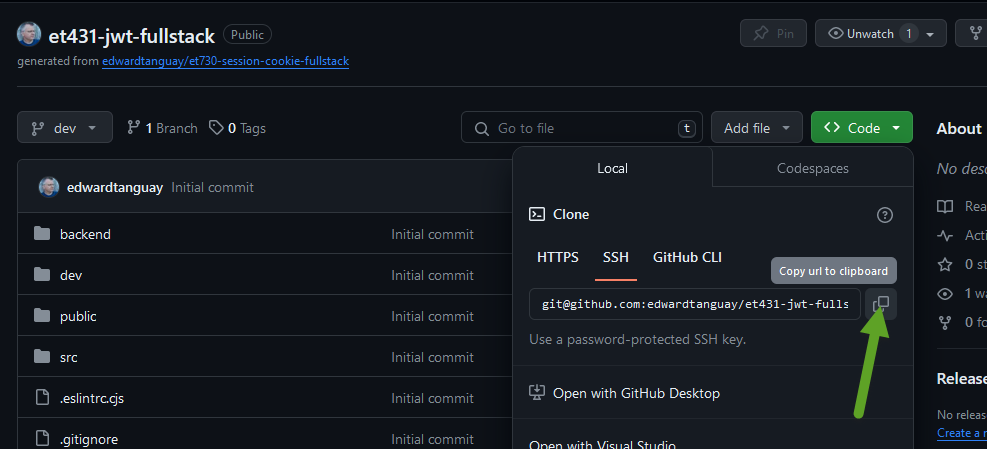 et431-jwt-fullstack Public
Pin
Unwatch 1
generated from edwardtanguay/et730-session-cookie-fullstack
dev
1 Branch
0 Tags
Go to file
t
Add file
Code
About
edwardtanguay Initial commit
Local
Codespaces
No desc
Clone
Rea
backend Initial commit
Acti
HTTPS
SSH
GitHub CLI
Copy url to clipboard
0 st
dev Initial commit
1 wa
git@github.com:edwardtanguay/et431-jwt-fulls
public Initial commit
0 fo
Use a password-protected SSH key.
src Initial commit
Release
Open with GitHub Desktop
.eslintrc.cjs Initial commit
No releas
Create a r
.gitignore Initial commit
Open with Visual Studio